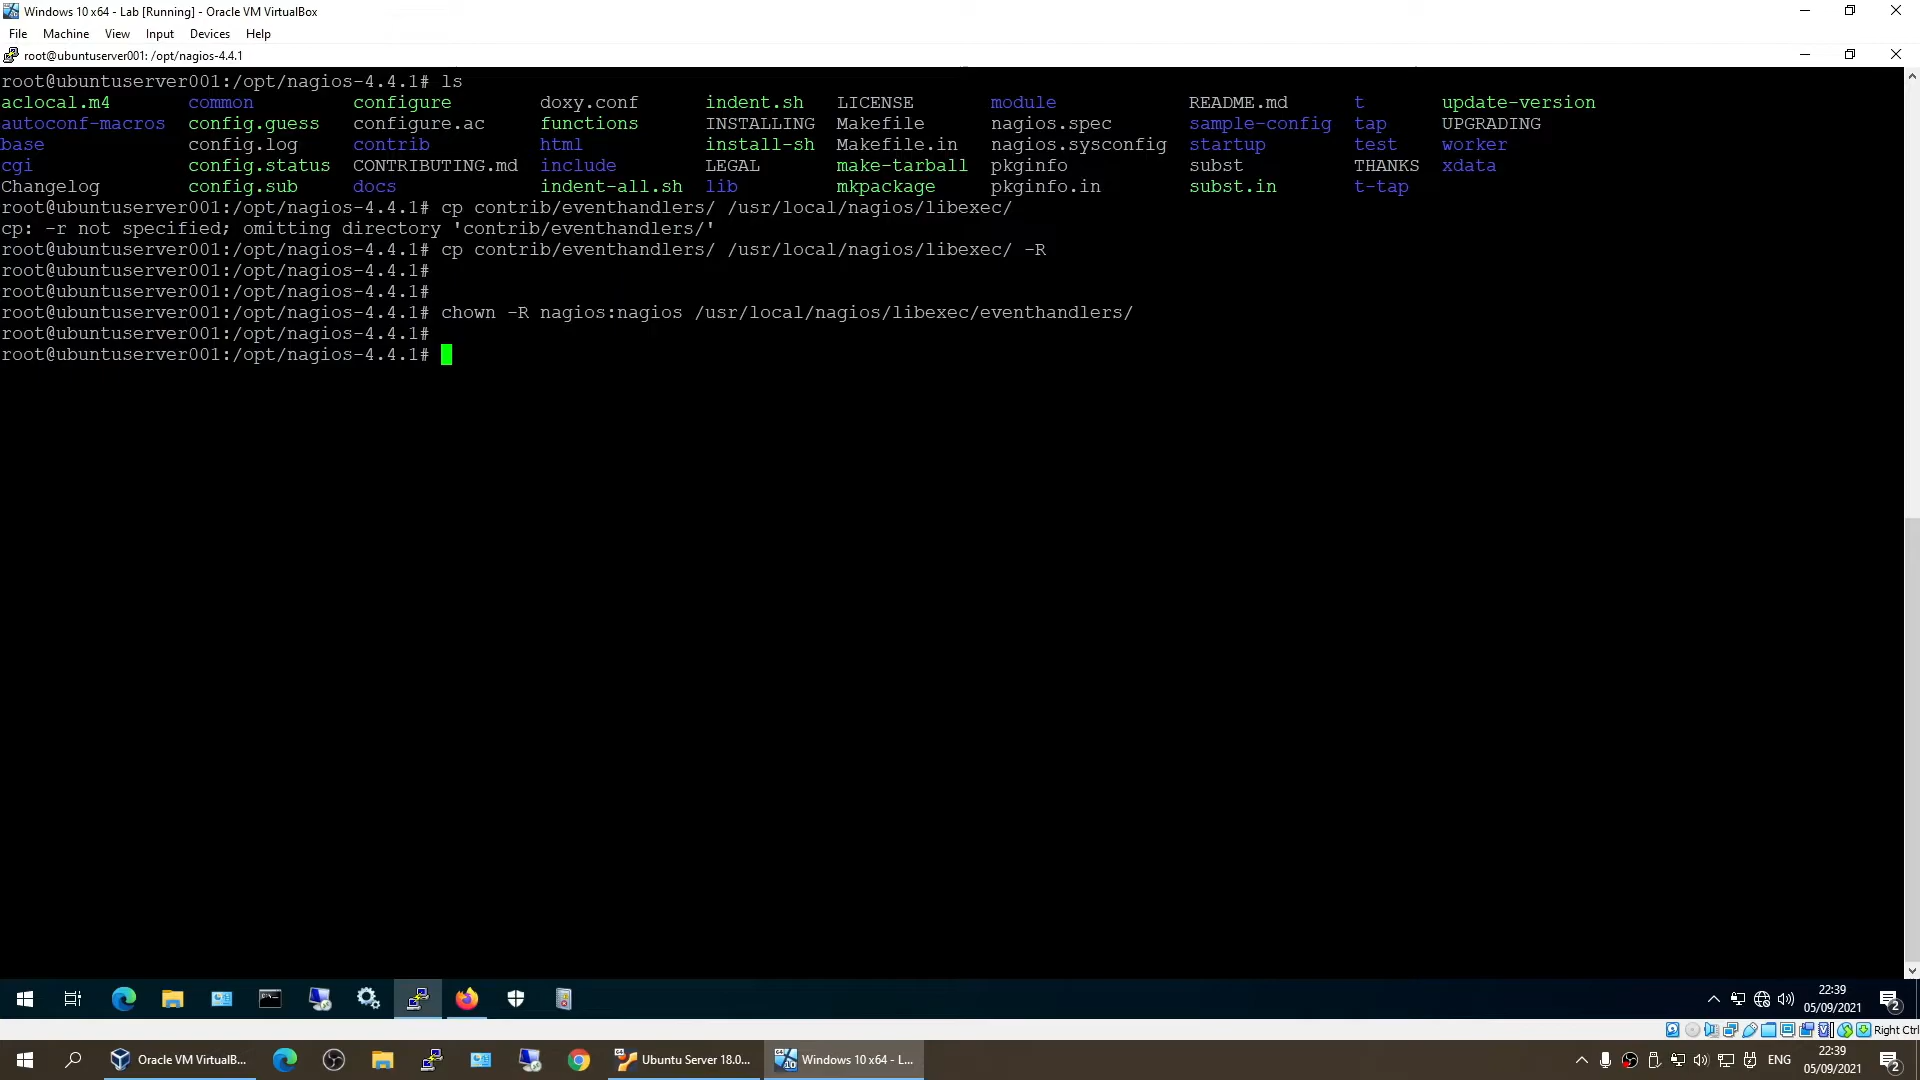 Windows 10 x64 - Lab [Running] - Oracle VM VirtualBox
File Machine View Input Devices Help
root@ubuntuserver001: /opt/nagios-4.4.1
root@ubuntuserver001:/opt/nagios-4.4.1# ls
aclocal.m4 common configure doxy.conf indent.sh LICENSE module README.md t update-version
autoconf-macros config.guess configure.ac functions INSTALLING Makefile nagios.spec sample-config tap UPGRADING
base config.log contrib html install-sh Makefile.in nagios.sysconfig startup test worker
cgi config.status CONTRIBUTING.md include LEGAL make-tarball pkginfo subst THANKS xdata
Changelog config.sub docs indent-all.sh lib mkpackage pkginfo.in subst.in t-tap
root@ubuntuserver001:/opt/nagios-4.4.1# cp contrib/eventhandlers/ /usr/local/nagios/libexec/
cp: -r not specified; omitting directory 'contrib/eventhandlers/'
root@ubuntuserver001:/opt/nagios-4.4.1# cp contrib/eventhandlers/ /usr/local/nagios/libexec/ -R
root@ubuntuserver001:/opt/nagios-4.4.1#
root@ubuntuserver001:/opt/nagios-4.4.1#
root@ubuntuserver001:/opt/nagios-4.4.1# chown -R nagios:nagios /usr/local/nagios/libexec/eventhandlers/
root@ubuntuserver001:/opt/nagios-4.4.1#
root@ubuntuserver001:/opt/nagios-4.4.1#
22:39
05/09/2021
2
Right Ctrl
Oracle VM VirtualB...
Ubuntu Server 18.0...
Windows 10 x64 - L...
ENG
22:39
05/09/2021
2